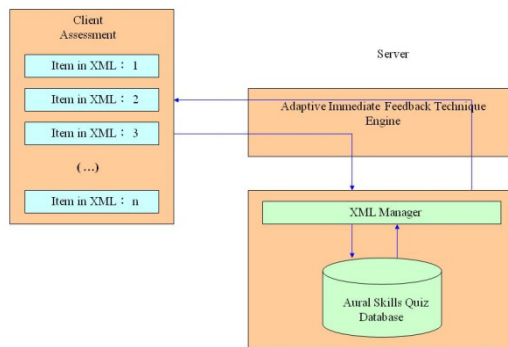 Client
Assessment
Item in XML： 1
Item in XML： 2
Item in XML： 3
(…)
Item in XML： n
Server
Adaptive Immediate Feedback Technique
Engine
XML Manager
Aural Skills Quiz
Database